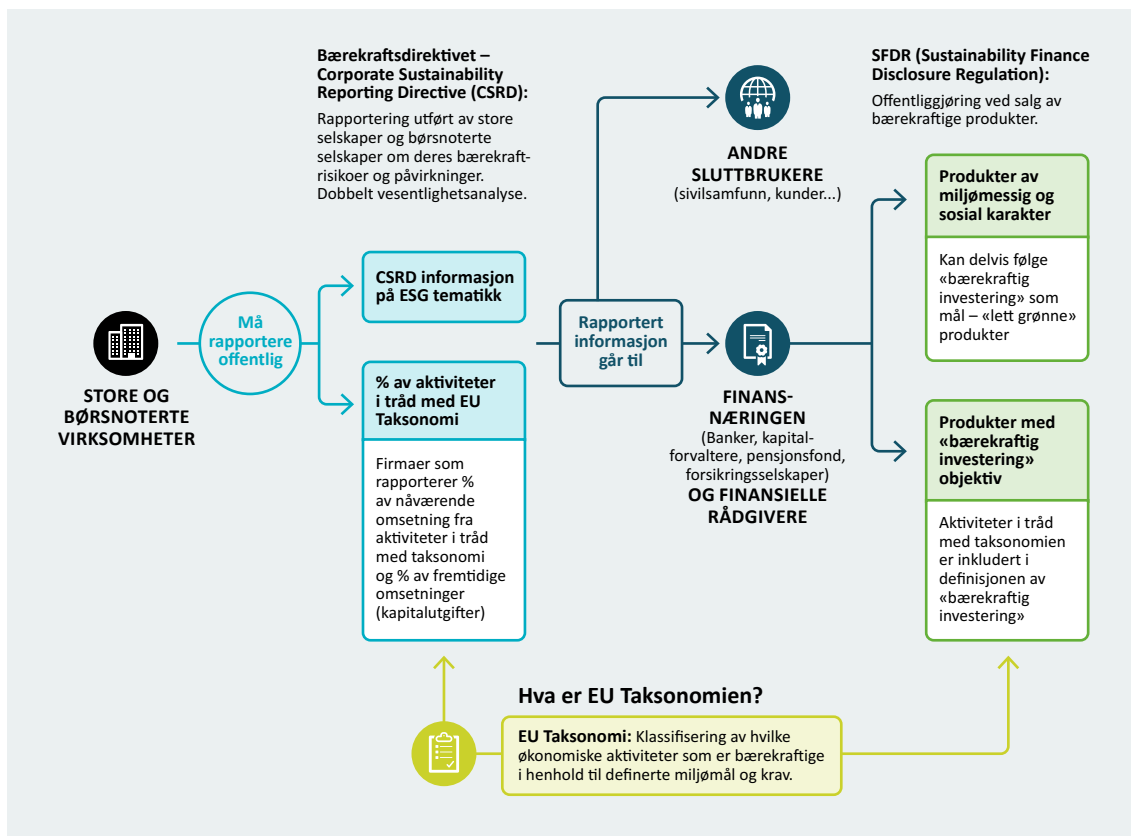 Bærekraftsdirektivet –
Corporate Sustainability
Reporting Directive (CSRD):
Rapportering utført av store
selskaper og børsnoterte
selskaper om deres bærekraft-
risikoer og påvirkninger.
Dobbelt vesentlighetsanalyse.
SFDR (Sustainability Finance
Disclosure Regulation):
Offentliggjøring ved salg av
bærekraftige produkter.
STORE OG
BØRSNOTERTE
VIRKSOMHETER
Må
rapportere
offentlig
CSRD informasjon
på ESG tematikk
% av aktiviteter
i tråd med EU
Taksonomi
Firmaer som
rapporterer %
av nåværende
omsetning fra
aktiviteter i tråd
med taksonomi
og % av fremtidige
omsetninger
(kapitalutgifter)
Rapportert
informasjon
går til
ANDRE
SLUTTBRUKERE
(sivilsamfunn, kunder...)
FINANS-
NÆRINGEN
(Banker, kapital-
forvaltere, pensjonsfond,
forsikringsselskaper)
OG FINANSIELLE
RÅDGIVERE
Produkter av
miljømessig og
sosial karakter
Kan delvis følge
«bærekraftig
investering» som
mål – «lett grønne»
produkter
Produkter med
«bærekraftig
investering»
objektiv
Aktiviteter i tråd
med taksonomien
er inkludert i
definisjonen av
«bærekraftig
investering»
Hva er EU Taksonomien?
EU Taksonomi: Klassifisering av hvilke
økonomiske aktiviteter som er bærekraftige
i henhold til definerte miljømål og krav.